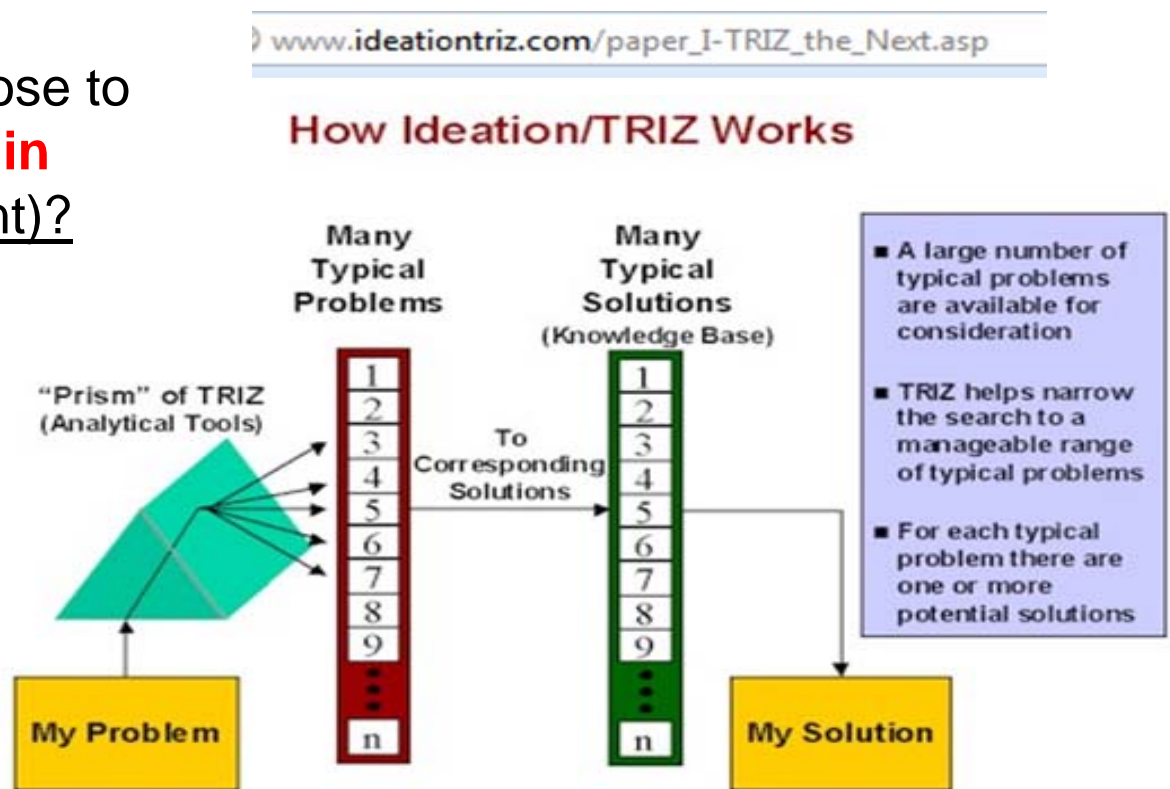 www.ideationtriz.com/paper_I-TRIZ_the_Next.asp
ose to
in
nt)?
How Ideation/TRIZ Works
"Prism" of TRIZ
(Analytical Tools)
Many
Typical
Problems
1
2
3
4
5
6
7
8
9
n
To
Corresponding
Solutions
Many
Typical
Solutions
(Knowledge Base)
1
2
3
4
5
6
7
8
9
n
■ A large number of
typical problems
are available for
consideration
■ TRIZ helps narrow
the search to a
manageable range
of typical problems
■ For each typical
problem there are
one or more
potential solutions
My Problem
My Solution